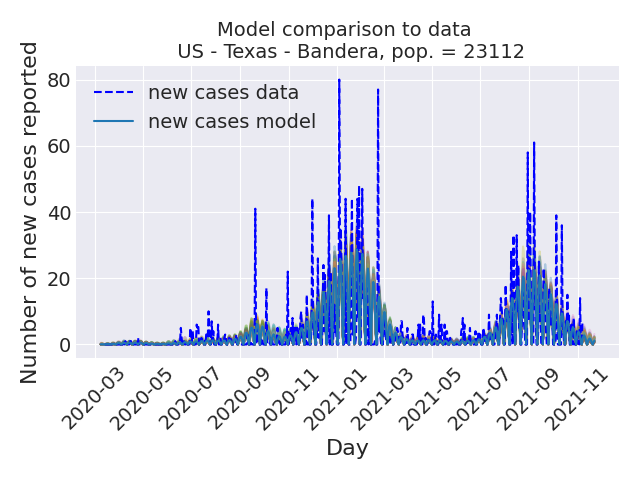 Model comparison to data
US - Texas - Bandera, pop. = 23112
Number of new cases reported
80
60
40
20
0
new cases data
new cases model
2020-03
2020-05
2020-07
2020-09
2020-11
2021-01
2021-03
2021-05
2021-07
2021-09
2021-11
Day